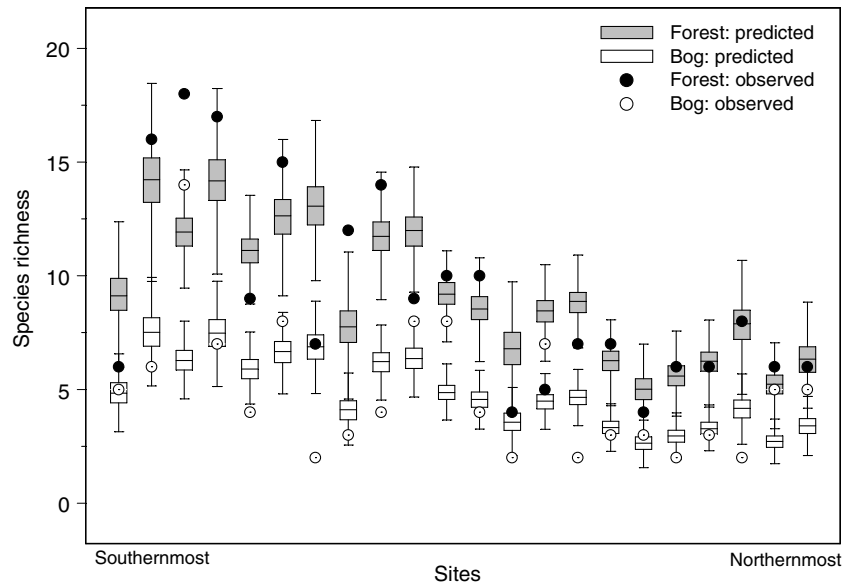 Forest: predicted
Bog: predicted
Forest: observed
Bog: observed
20
15
10
5
0
Species richness
Southernmost
Northernmost
Sites